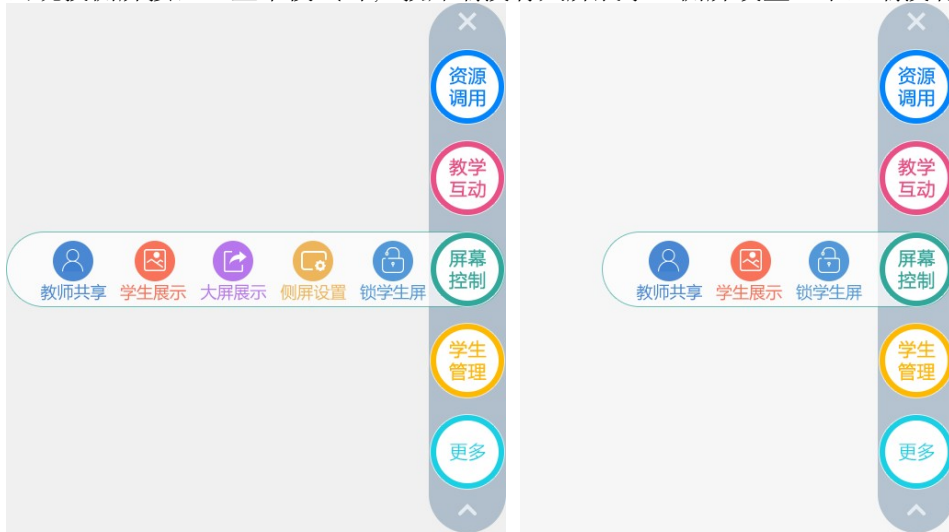 资源
调用
教学
互动
屏幕
控制
教师共享 学生展示 大屏展示 侧屏设置 锁学生屏
学生
管理
更多
资源
调用
教学
互动
屏幕
控制
教师共享 学生展示 锁学生屏
学生
管理
更多